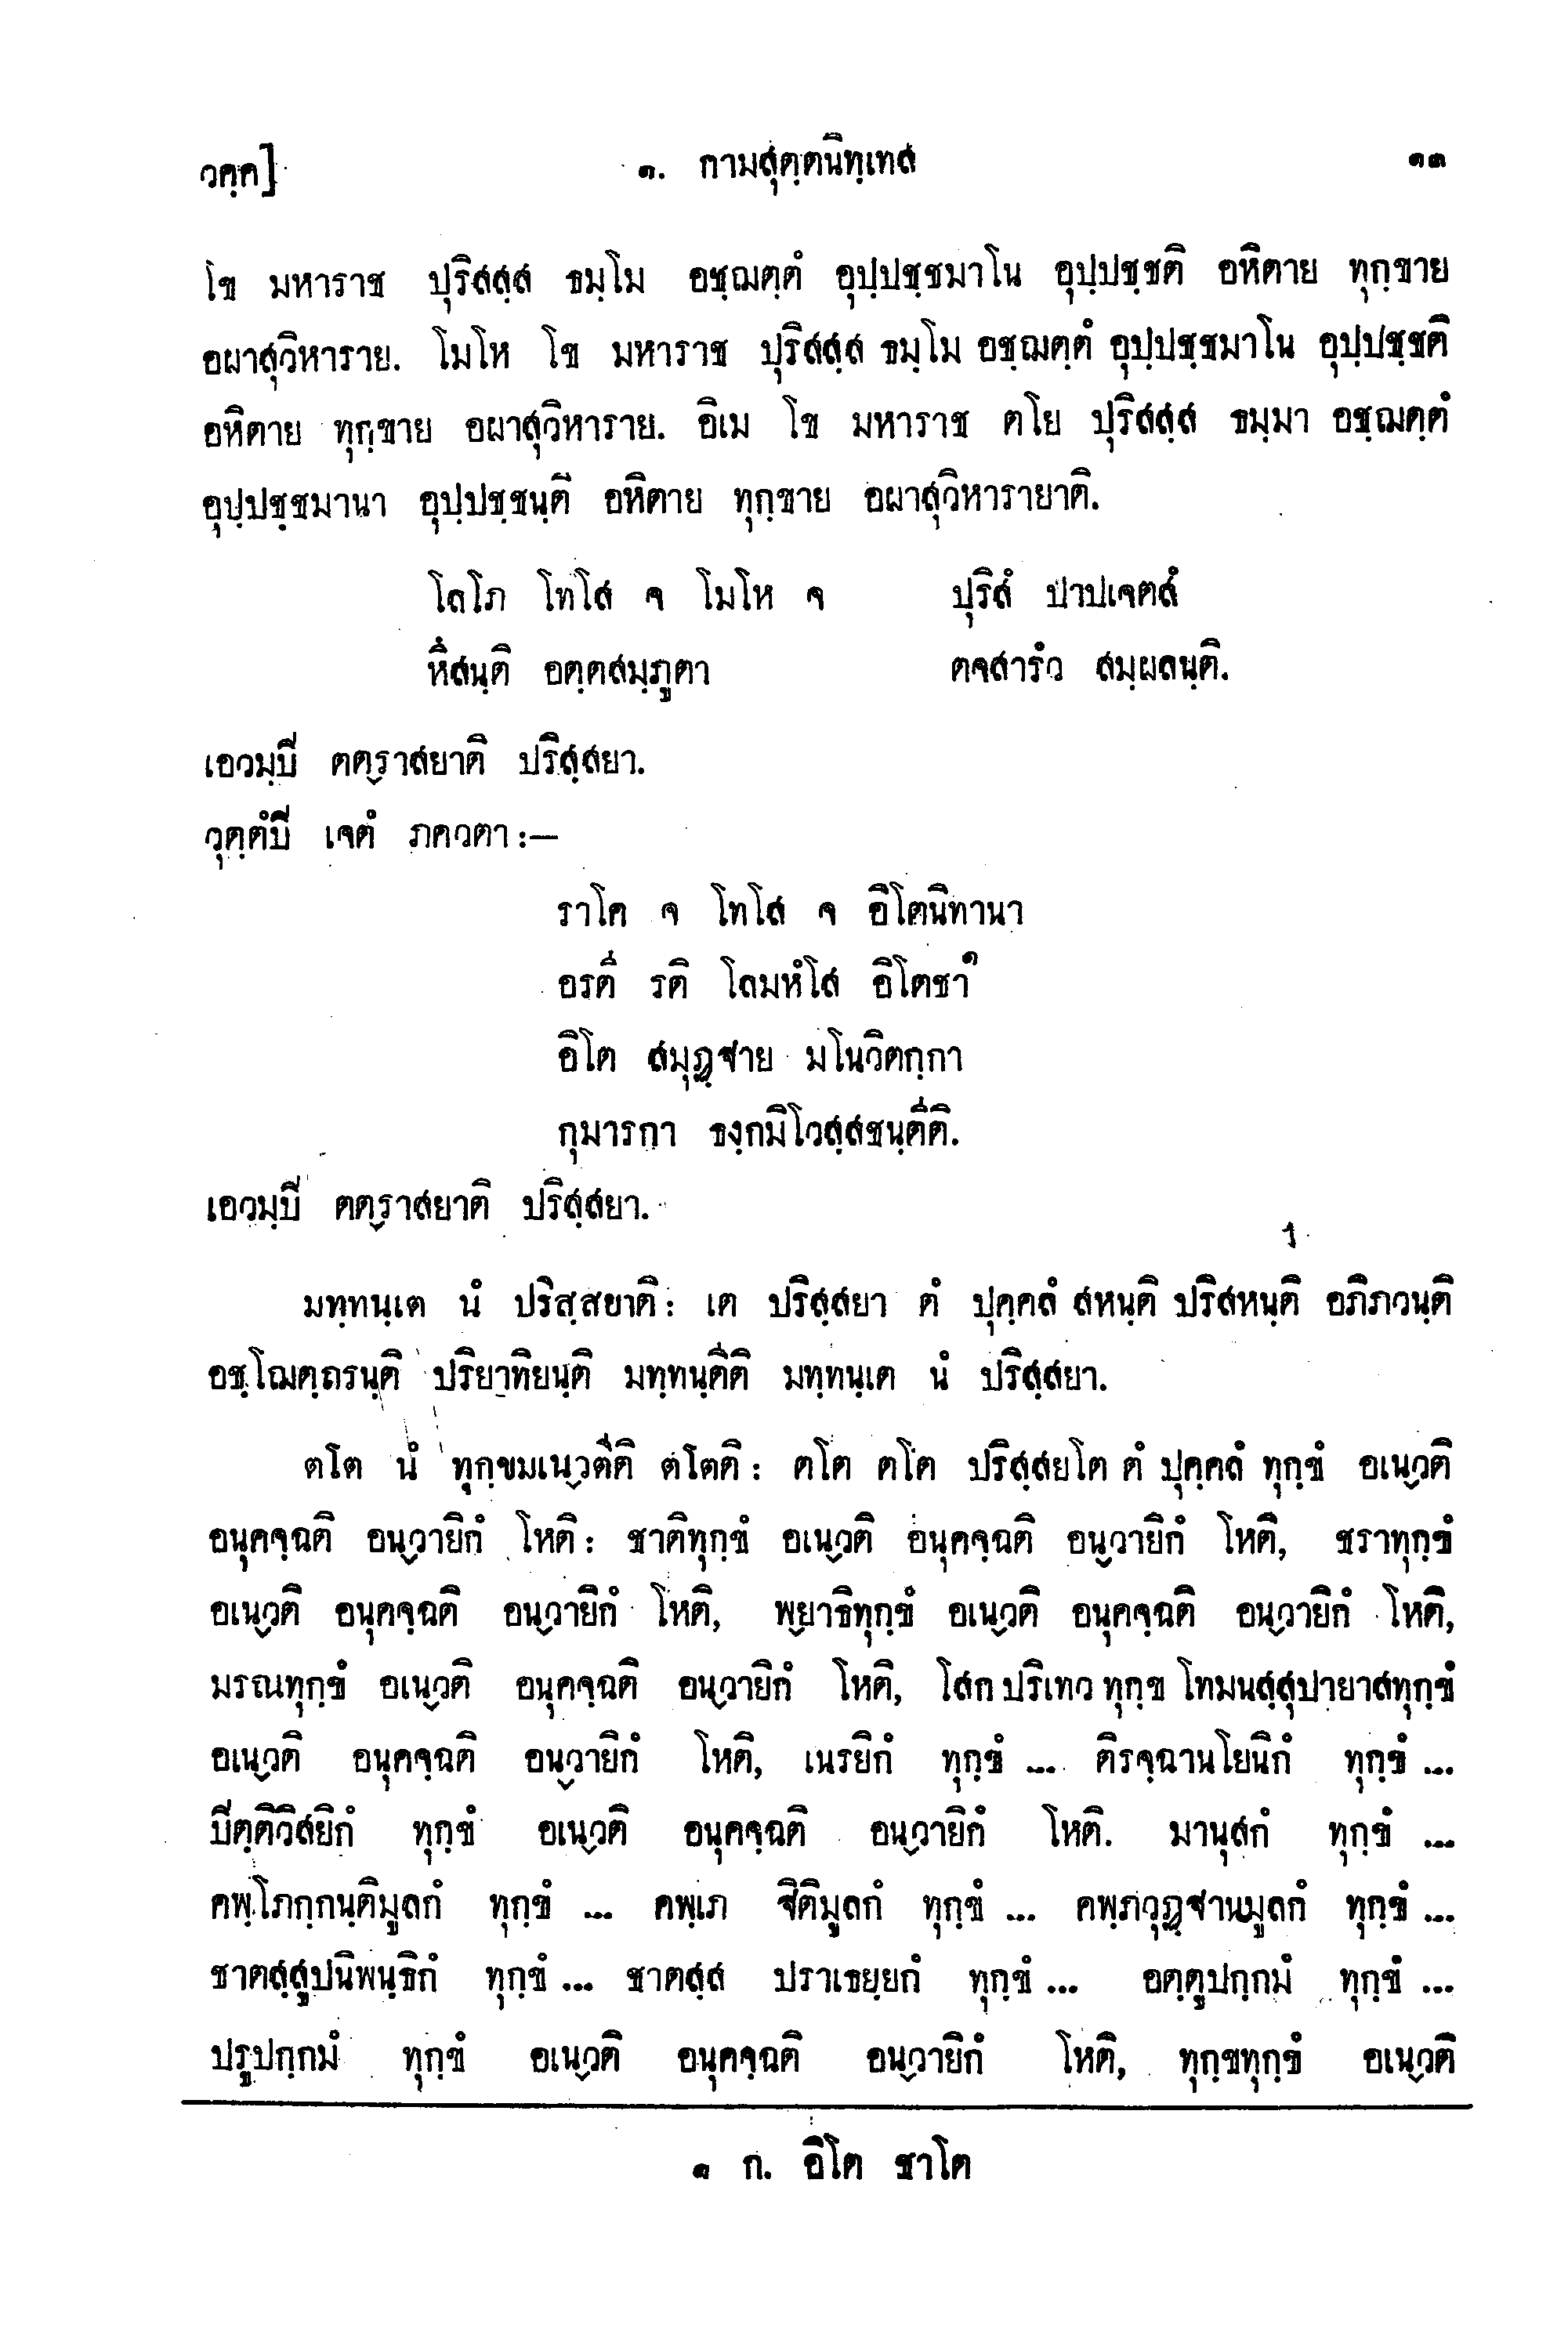 วคฺค]
๑. กามสุตฺตนิทฺเทส
๑๓
โข มหาราช ปุริสสฺส ธมฺโม อชฺฌตฺตํ อุปฺปชฺชมาโน อุปฺปชฺชติ อหิตาย ทุกฺขาย
อผาสุวิหาราย. โมโห โข มหาราช ปุริสสฺส ธมฺโม อชฺฌตฺตํ อุปฺปชฺชมาโน อุปฺปชฺชติ
อหิตาย ทุกฺขาย อผาสุวิหาราย. อิเม โข มหาราช ตโย ปุริสสฺส ธมฺมา อชฺฌตฺตํ
อุปฺปชฺชมานา อุปฺปชฺชนฺติ อหิตาย ทุกฺขาย อผาสุวิหารายาติ.
โลโภ โทโส จ โมโห จ ปุริสํ ปาปเจตสํ
หึสนฺติ อตฺตสมฺภูตา ตจสารํว สมฺผลนฺติ.
เอวมฺปิ ตตฺราสยาติ ปริสฺสยา.
วุตฺตํปิ เจตํ ภควตา :—
ราโค จ โทโส จ อิโตนิทานา
อรตี รติ โลมหํโส อิโตชา๑
อิโต สมุฏฺฐาย มโนวิตกฺกา
กุมารกา ธงฺกมิโวสฺสชนฺตีติ.
เอวมฺปิ ตตฺราสยาติ ปริสฺสยา.
มทฺทนฺเต นํ ปริสฺสยาติ : เต ปริสฺสยา ตํ ปุคฺคลํ สหนฺติ ปริสหนฺติ อภิภวนฺติ
อชฺโฌตฺถรนฺติ ปริยาทิยนฺติ มทฺทนฺตีติ มทฺทนฺเต นํ ปริสฺสยา.
ตโต นํ ทุกฺขมเนฺวตีติ ตโตติ : ตโต ตโต ปริสฺสยโต ตํ ปุคฺคลํ ทุกฺขํ อเนฺวติ
อนุคจฺฉติ อนฺวายิกํ โหติ : ชาติทุกฺขํ อเนฺวติ อนุคจฺฉติ อนฺวายิกํ โหติ, ชราทุกฺขํ
อเนฺวติ อนุคจฺฉติ อนฺวายิกํ โหติ, พฺยาธิทุกฺขํ อเนฺวติ อนุคจฺฉติ อนฺวายิกํ โหติ,
มรณทุกฺขํ อเนฺวติ อนุคจฺฉติ อนฺวายิกํ โหติ, โสก ปริเทว ทุกฺข โทมนสฺสุปายาสทุกฺขํ
อเนฺวติ อนุคจฺฉติ อนฺวายิกํ โหติ, เนรยิกํ ทุกฺขํ ... ติรจฺฉานโยนิกํ ทุกฺขํ ...
ปิตฺติวิสยิกํ ทุกฺขํ อเนฺวติ อนุคจฺฉติ อนฺวายิกํ โหติ. มานุสกํ ทุกฺขํ ...
คพฺโภกฺกนฺติมูลกํ ทุกฺขํ ... คพฺเภ ฐิติมูลกํ ทุกฺขํ ... คพฺภวุฏฺฐานมูลกํ ทุกฺขํ ...
ชาตสฺสูปนิพนฺธิกํ ทุกฺขํ ... ชาตสฺส ปราเธยฺยกํ ทุกฺขํ ... อตฺตูปกฺกมํ ทุกฺขํ ...
ปรูปกฺกมํ ทุกฺขํ อเนฺวติ อนุคจฺฉติ อนฺวายิกํ โหติ, ทุกฺขทุกฺขํ อเนฺวติ
๑ ก. อิโต ชาโต